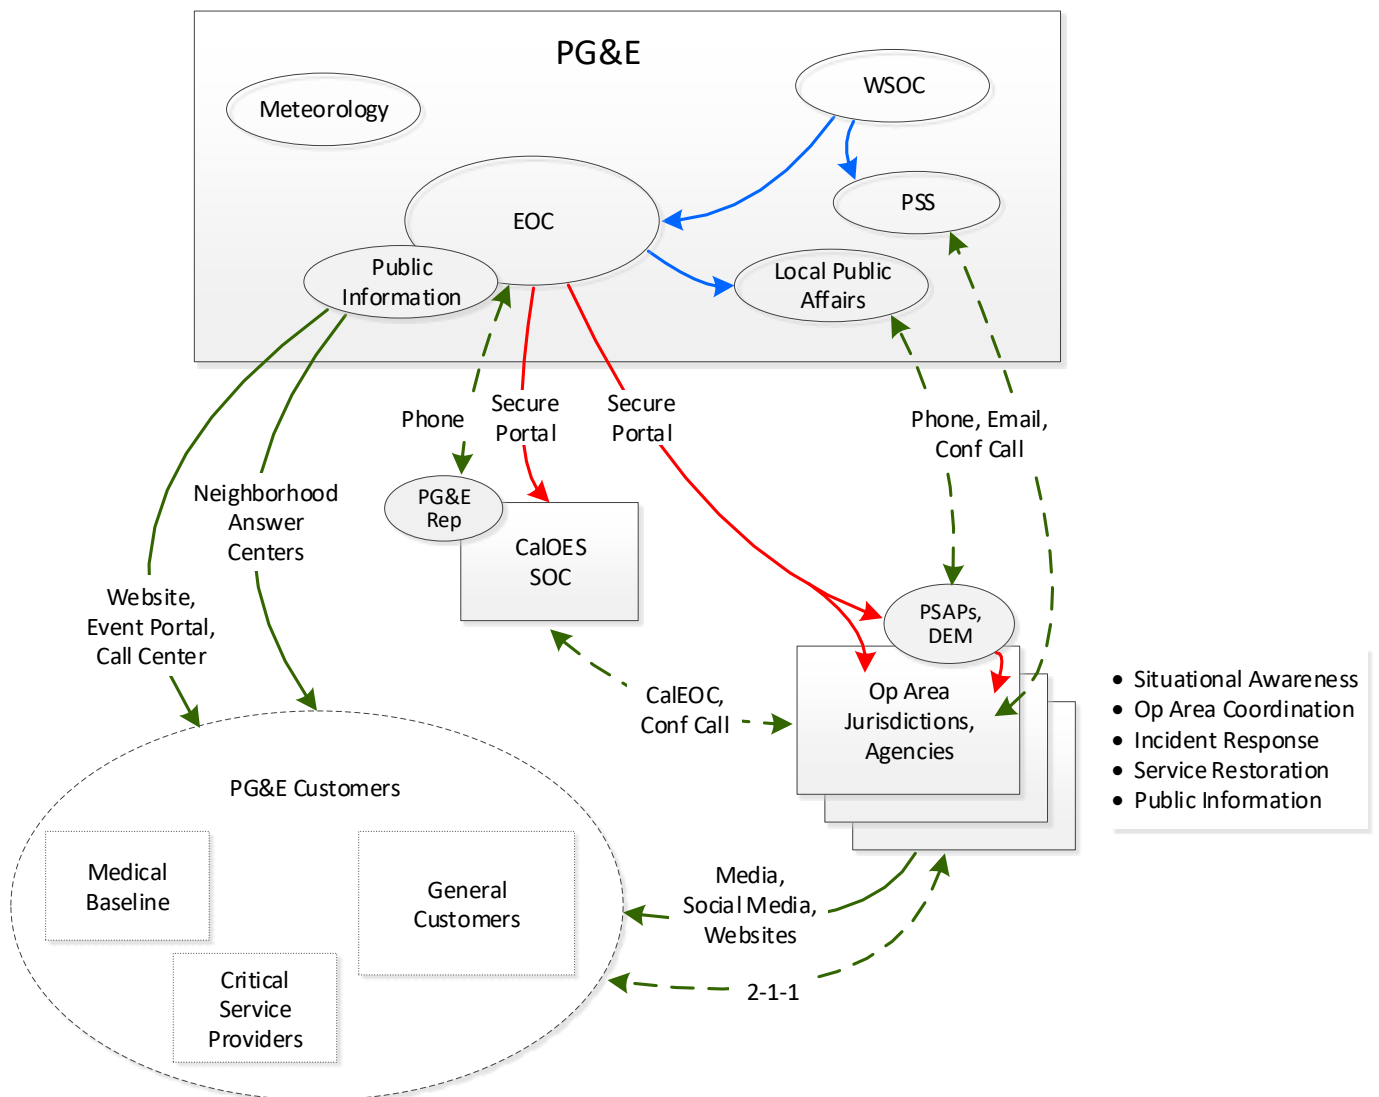 PG&E
WSOC
Meteorology
PSS
EOC
Public
Information
Local Public
Affairs
Phone
Secure
Portal
Secure
Portal
Phone, Email,
Conf Call
Neighborhood
Answer
Centers
PG&E
Rep
CalOES
SOC
Website,
Event Portal,
Call Center
PSAPs,
DEM
Op Area
Jurisdictions,
Agencies
CalEOC,
Conf Call
• Situational Awareness
• Op Area Coordination
• Incident Response
• Service Restoration
• Public Information
PG&E Customers
Medical
Baseline
General
Customers
Critical
Service
Providers
Media,
Social Media,
Websites
2-1-1